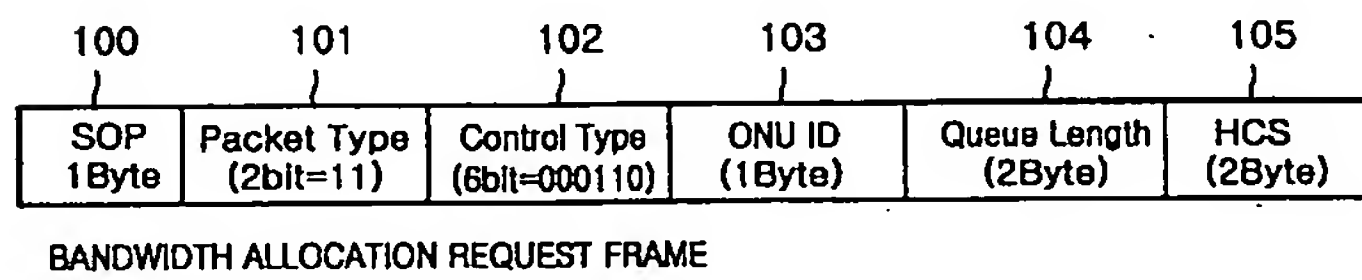 100 101 102 103 104 105
SOP Packet Type Control Type ONU ID Queue Length HCS
1Byte (2bit=11) (6bit=000110) (1Byte) (2Byte) (2Byte)
BANDWIDTH ALLOCATION REQUEST FRAME